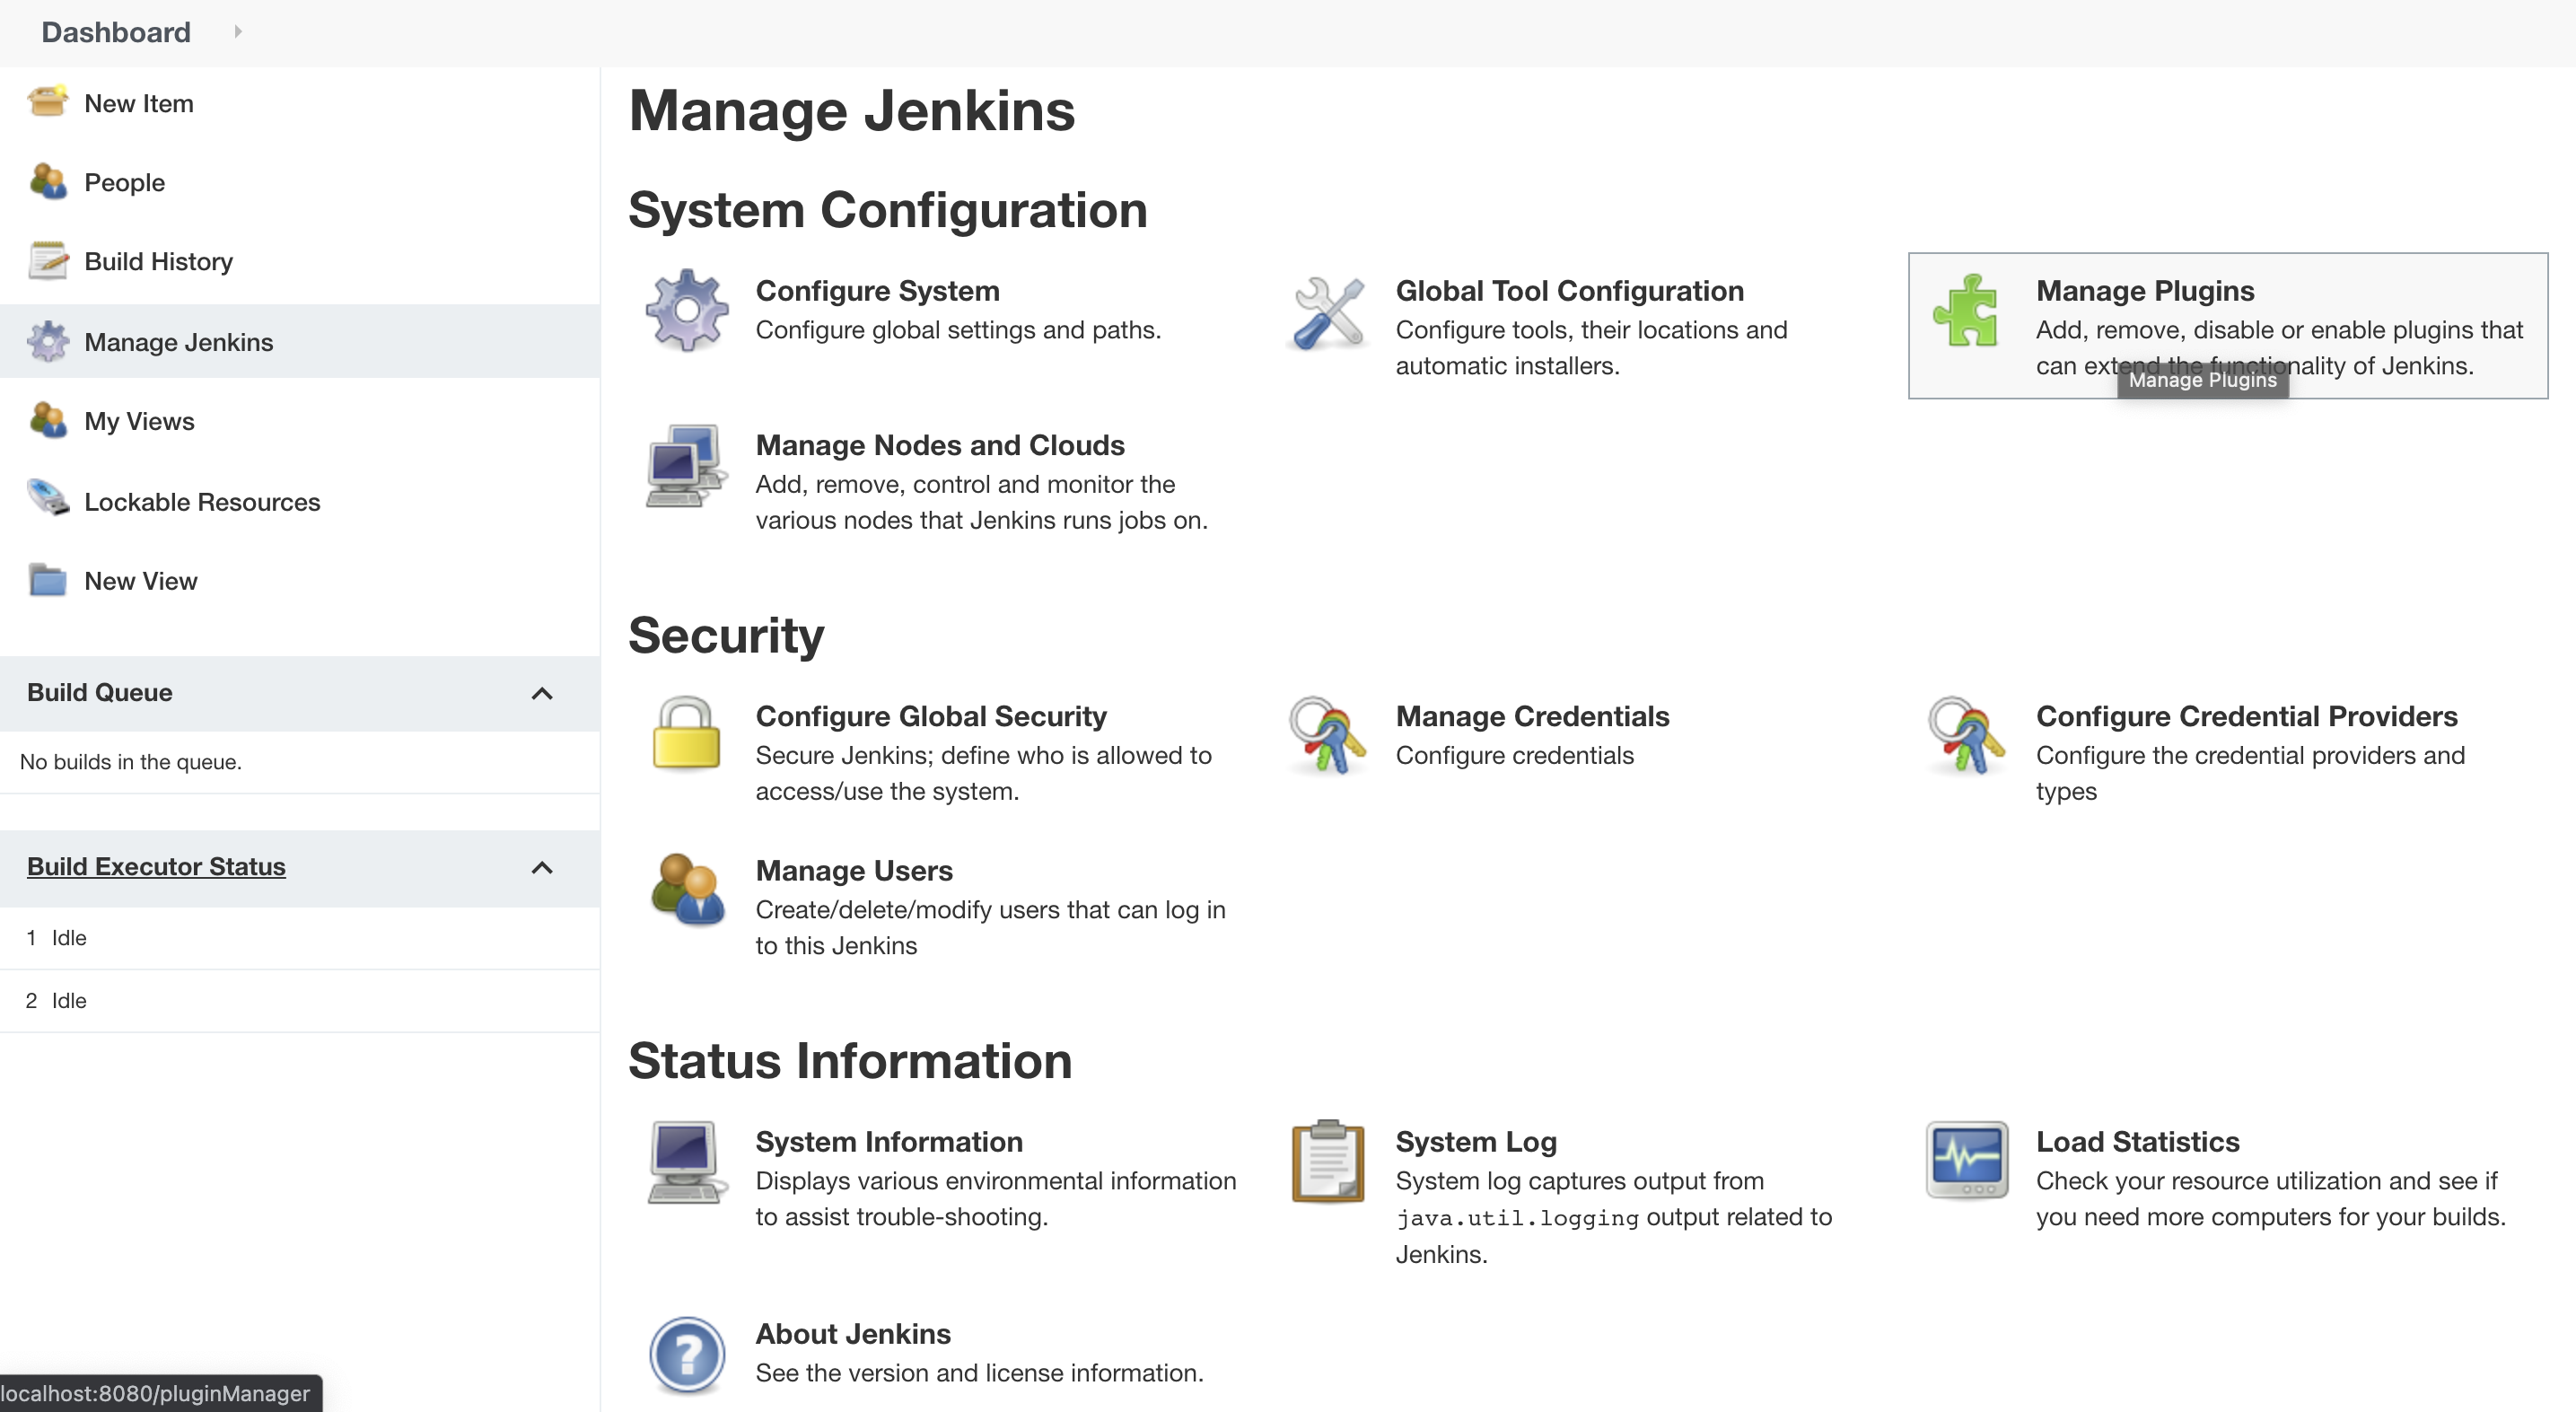 Dashboard
New Item
People
Build History
Manage Jenkins
My Views
Lockable Resources
New View
Build Queue
No builds in the queue.
Build Executor Status
1 Idle
2 Idle
localhost:8080/pluginManager
Manage Jenkins
System Configuration
Configure System
Configure global settings and paths.
Global Tool Configuration
Configure tools, their locations and
automatic installers.
Manage Plugins
Add, remove, disable or enable plugins that
can extend the functionality of Jenkins.
Manage Plugins
Manage Nodes and Clouds
Add, remove, control and monitor the
various nodes that Jenkins runs jobs on.
Security
Configure Global Security
Secure Jenkins; define who is allowed to
access/use the system.
Manage Credentials
Configure credentials
Configure Credential Providers
Configure the credential providers and
types
Manage Users
Create/delete/modify users that can log in
to this Jenkins
Status Information
System Information
Displays various environmental information
to assist trouble-shooting.
System Log
System log captures output from
java.util.logging output related to
Jenkins.
Load Statistics
Check your resource utilization and see if
you need more computers for your builds.
About Jenkins
See the version and license information.